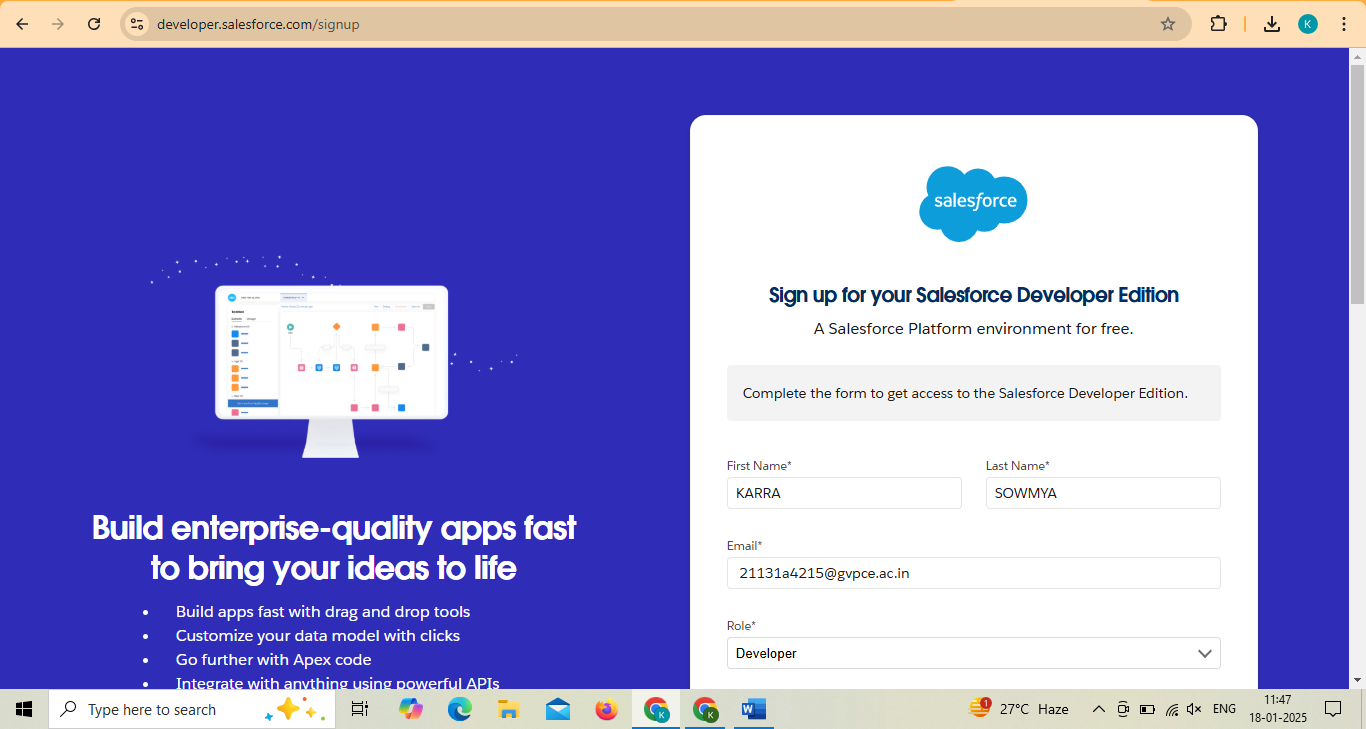 developer.salesforce.com/signup
K
salesforce
Sign up for your Salesforce Developer Edition
A Salesforce Platform environment for free.
Complete the form to get access to the Salesforce Developer Edition.
First Name*
Last Name*
KARRA
SOWMYA
Email*
21131a4215@gvpce.ac.in
Role*
Developer
Build enterprise-quality apps fast
to bring your ideas to life
• Build apps fast with drag and drop tools
• Customize your data model with clicks
• Go further with Apex code
• Integrate with anything using powerful APIs
Type here to search
K
K
W
1
27°C Haze
ENG
11:47
18-01-2025